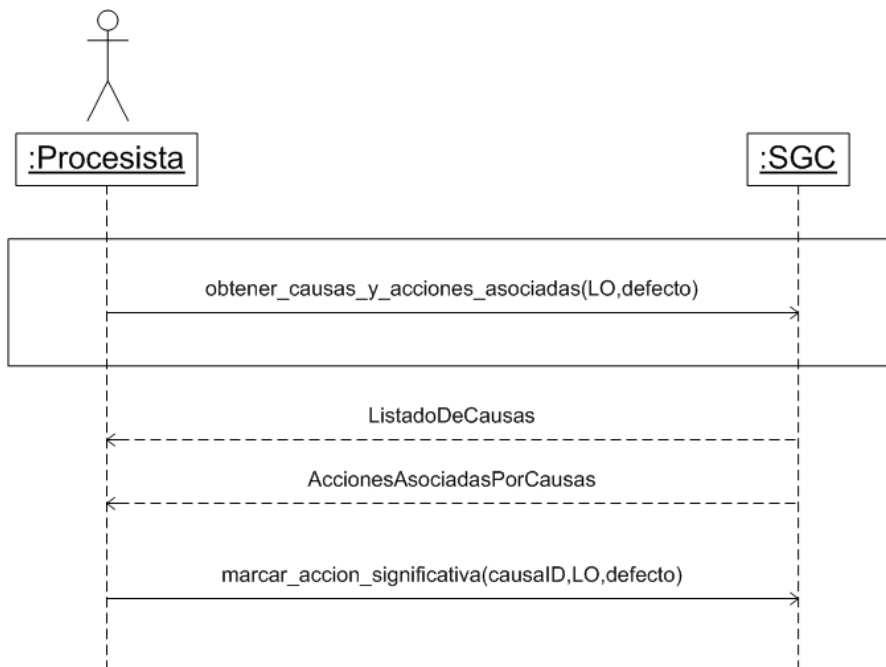 :Procesista
:SGC
obtener_causas_y_acciones_asociadas(LO,defecto)
ListadoDeCausas
AccionesAsociadasPorCausas
marcar_accion_significativa(causaID,LO,defecto)